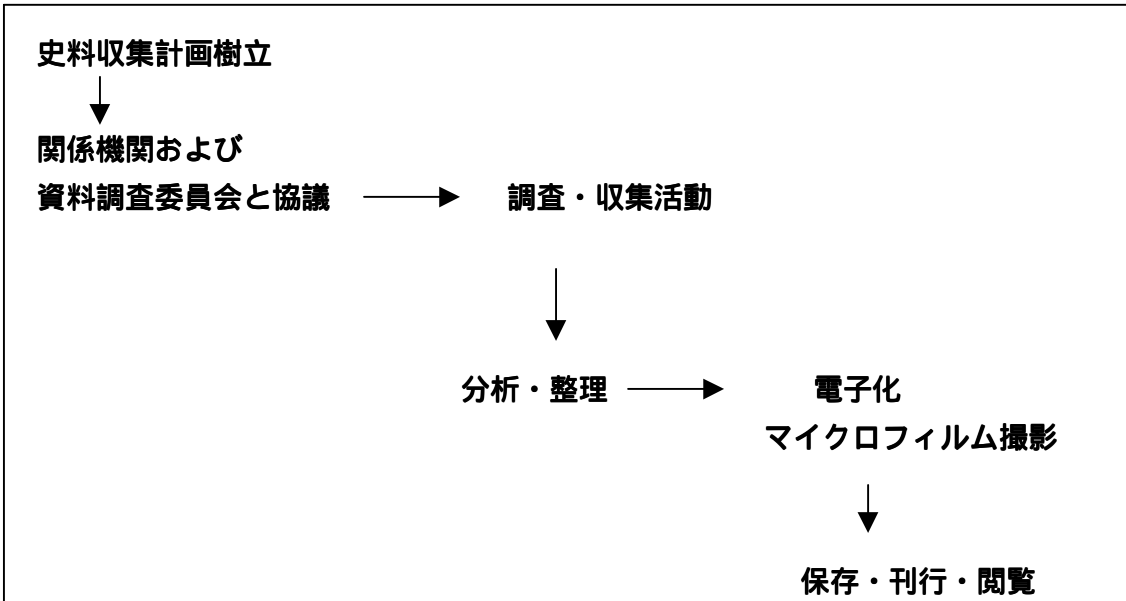 史料収集計画樹立
関係機関および
資料調査委員会と協議
調査・収集活動
分析・整理
電子化
マイクロフィルム撮影
保存・刊行・閲覧